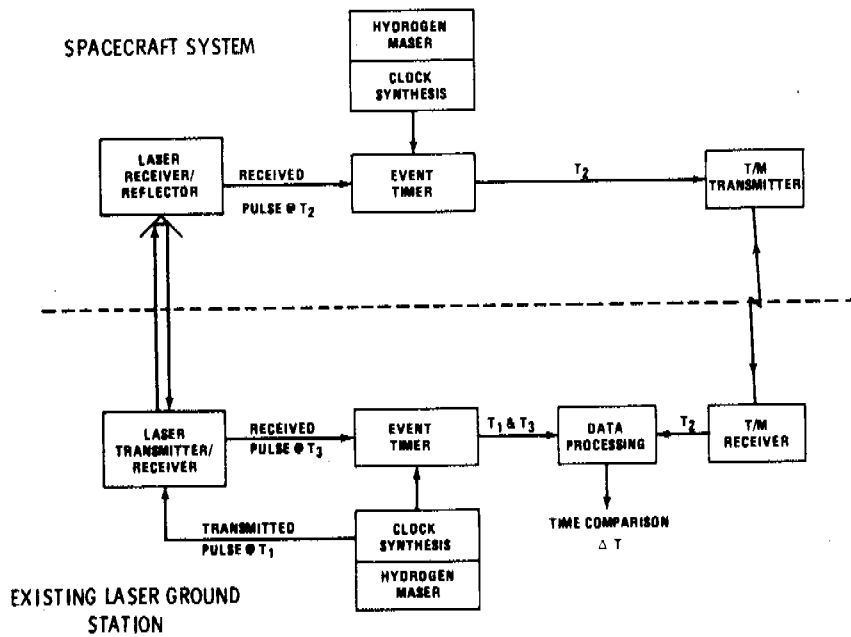 SPACECRAFT SYSTEM
HYDROGEN
MASER
CLOCK
SYNTHESIS
LASER
RECEIVER/
REFLECTOR
RECEIVED
PULSE @ T₂
EVENT
TIMER
T₂
T/M
TRANSMITTER
LASER
TRANSMITTER/
RECEIVER
RECEIVED
PULSE @ T₃
EVENT
TIMER
T₁ & T₃
DATA
PROCESSING
T₂
T/M
RECEIVER
TRANSMITTED
PULSE @ T₁
CLOCK
SYNTHESIS
HYDROGEN
MASER
TIME COMPARISON
Δ T
EXISTING LASER GROUND
STATION